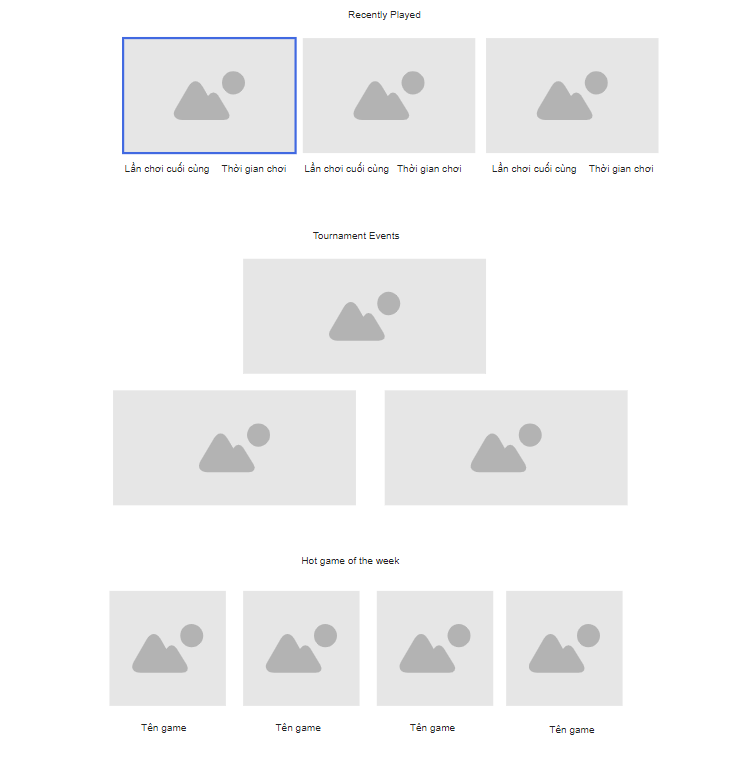 Recently Played
Lần chơi cuối cùng Thời gian chơi Lần chơi cuối cùng Thời gian chơi Lần chơi cuối cùng Thời gian chơi
Tournament Events
Hot game of the week
Tên game Tên game Tên game Tên game